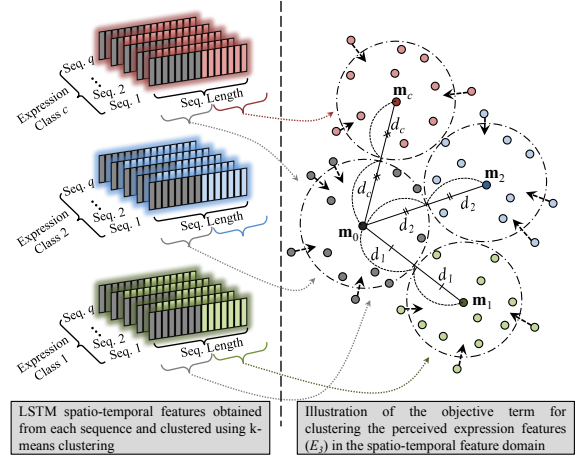 Seq. q
Seq. 2
Seq. 1
Expression
Class c
Seq. Length
Seq. q
Seq. 2
Seq. 1
Expression
Class 2
Seq. Length
Seq. q
Seq. 2
Seq. 1
Expression
Class 1
Seq. Length
m_c
d_c
d_c
m_2
d_2
d_2
m_0
d_1
d_1
m_1
LSTM spatio-temporal features obtained
from each sequence and clustered using k-
means clustering
Illustration of the objective term for
clustering the perceived expression features
(E_3) in the spatio-temporal feature domain